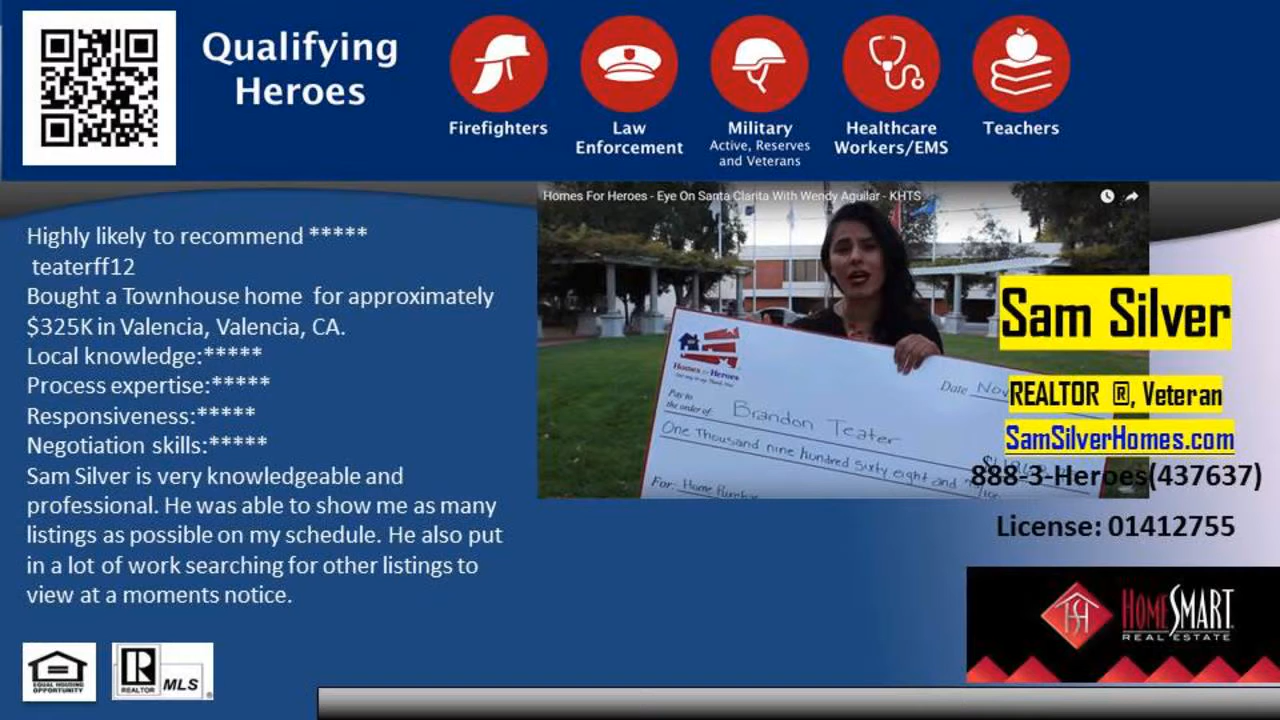 Qualifying
Heroes
Firefighters
Law
Enforcement
Military
Active, Reserves
and Veterans
Healthcare
Workers/EMS
Teachers
Highly likely to recommend *****
teaterff12
Bought a Townhouse home for approximately
$325K in Valencia, Valencia, CA.
Local knowledge:*****
Process expertise:*****
Responsiveness:*****
Negotiation skills:*****
Sam Silver is very knowledgeable and
professional. He was able to show me as many
listings as possible on my schedule. He also put
in a lot of work searching for other listings to
view at a moments notice.
Homes For Heroes - Eye On Santa Clarita With Wendy Aguilar - KHTS
Homes for Heroes
Date Nov
Pay to
the order of Brandon Teater
One Thousand nine hundred sixty eight and
For: Home
Sam Silver
REALTOR ®, Veteran
SamSilverHomes.com
888-3-Heroes(437637)
License: 01412755
HOMESMART
REAL ESTATE
EQUAL HOUSING
OPPORTUNITY
R
REALTOR
MLS
®